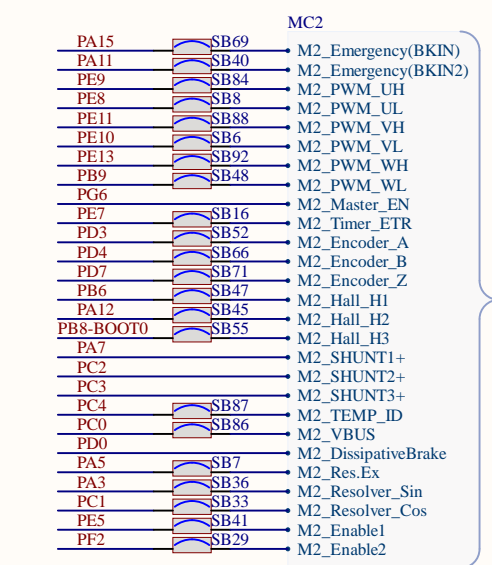 MC2
PA15 SB69 M2_Emergency(BKIN)
PA11 SB40 M2_Emergency(BKIN2)
PE9 SB84 M2_PWM_UH
PE8 SB8 M2_PWM_UL
PE11 SB88 M2_PWM_VH
PE10 SB6 M2_PWM_VL
PE13 SB92 M2_PWM_WH
PB9 SB48 M2_PWM_WL
PG6 M2_Master_EN
PE7 SB16 M2_Timer_ETR
PD3 SB52 M2_Encoder_A
PD4 SB66 M2_Encoder_B
PD7 SB71 M2_Encoder_Z
PB6 SB47 M2_Hall_H1
PA12 SB45 M2_Hall_H2
PB8-BOOT0 SB55 M2_Hall_H3
PA7 M2_SHUNT1+
PC2 M2_SHUNT2+
PC3 M2_SHUNT3+
PC4 SB87 M2_TEMP_ID
PC0 SB86 M2_VBUS
PD0 M2_DissipativeBrake
PA5 SB7 M2_Res.Ex
PA3 SB36 M2_Resolver_Sin
PC1 SB33 M2_Resolver_Cos
PE5 SB41 M2_Enable1
PF2 SB29 M2_Enable2